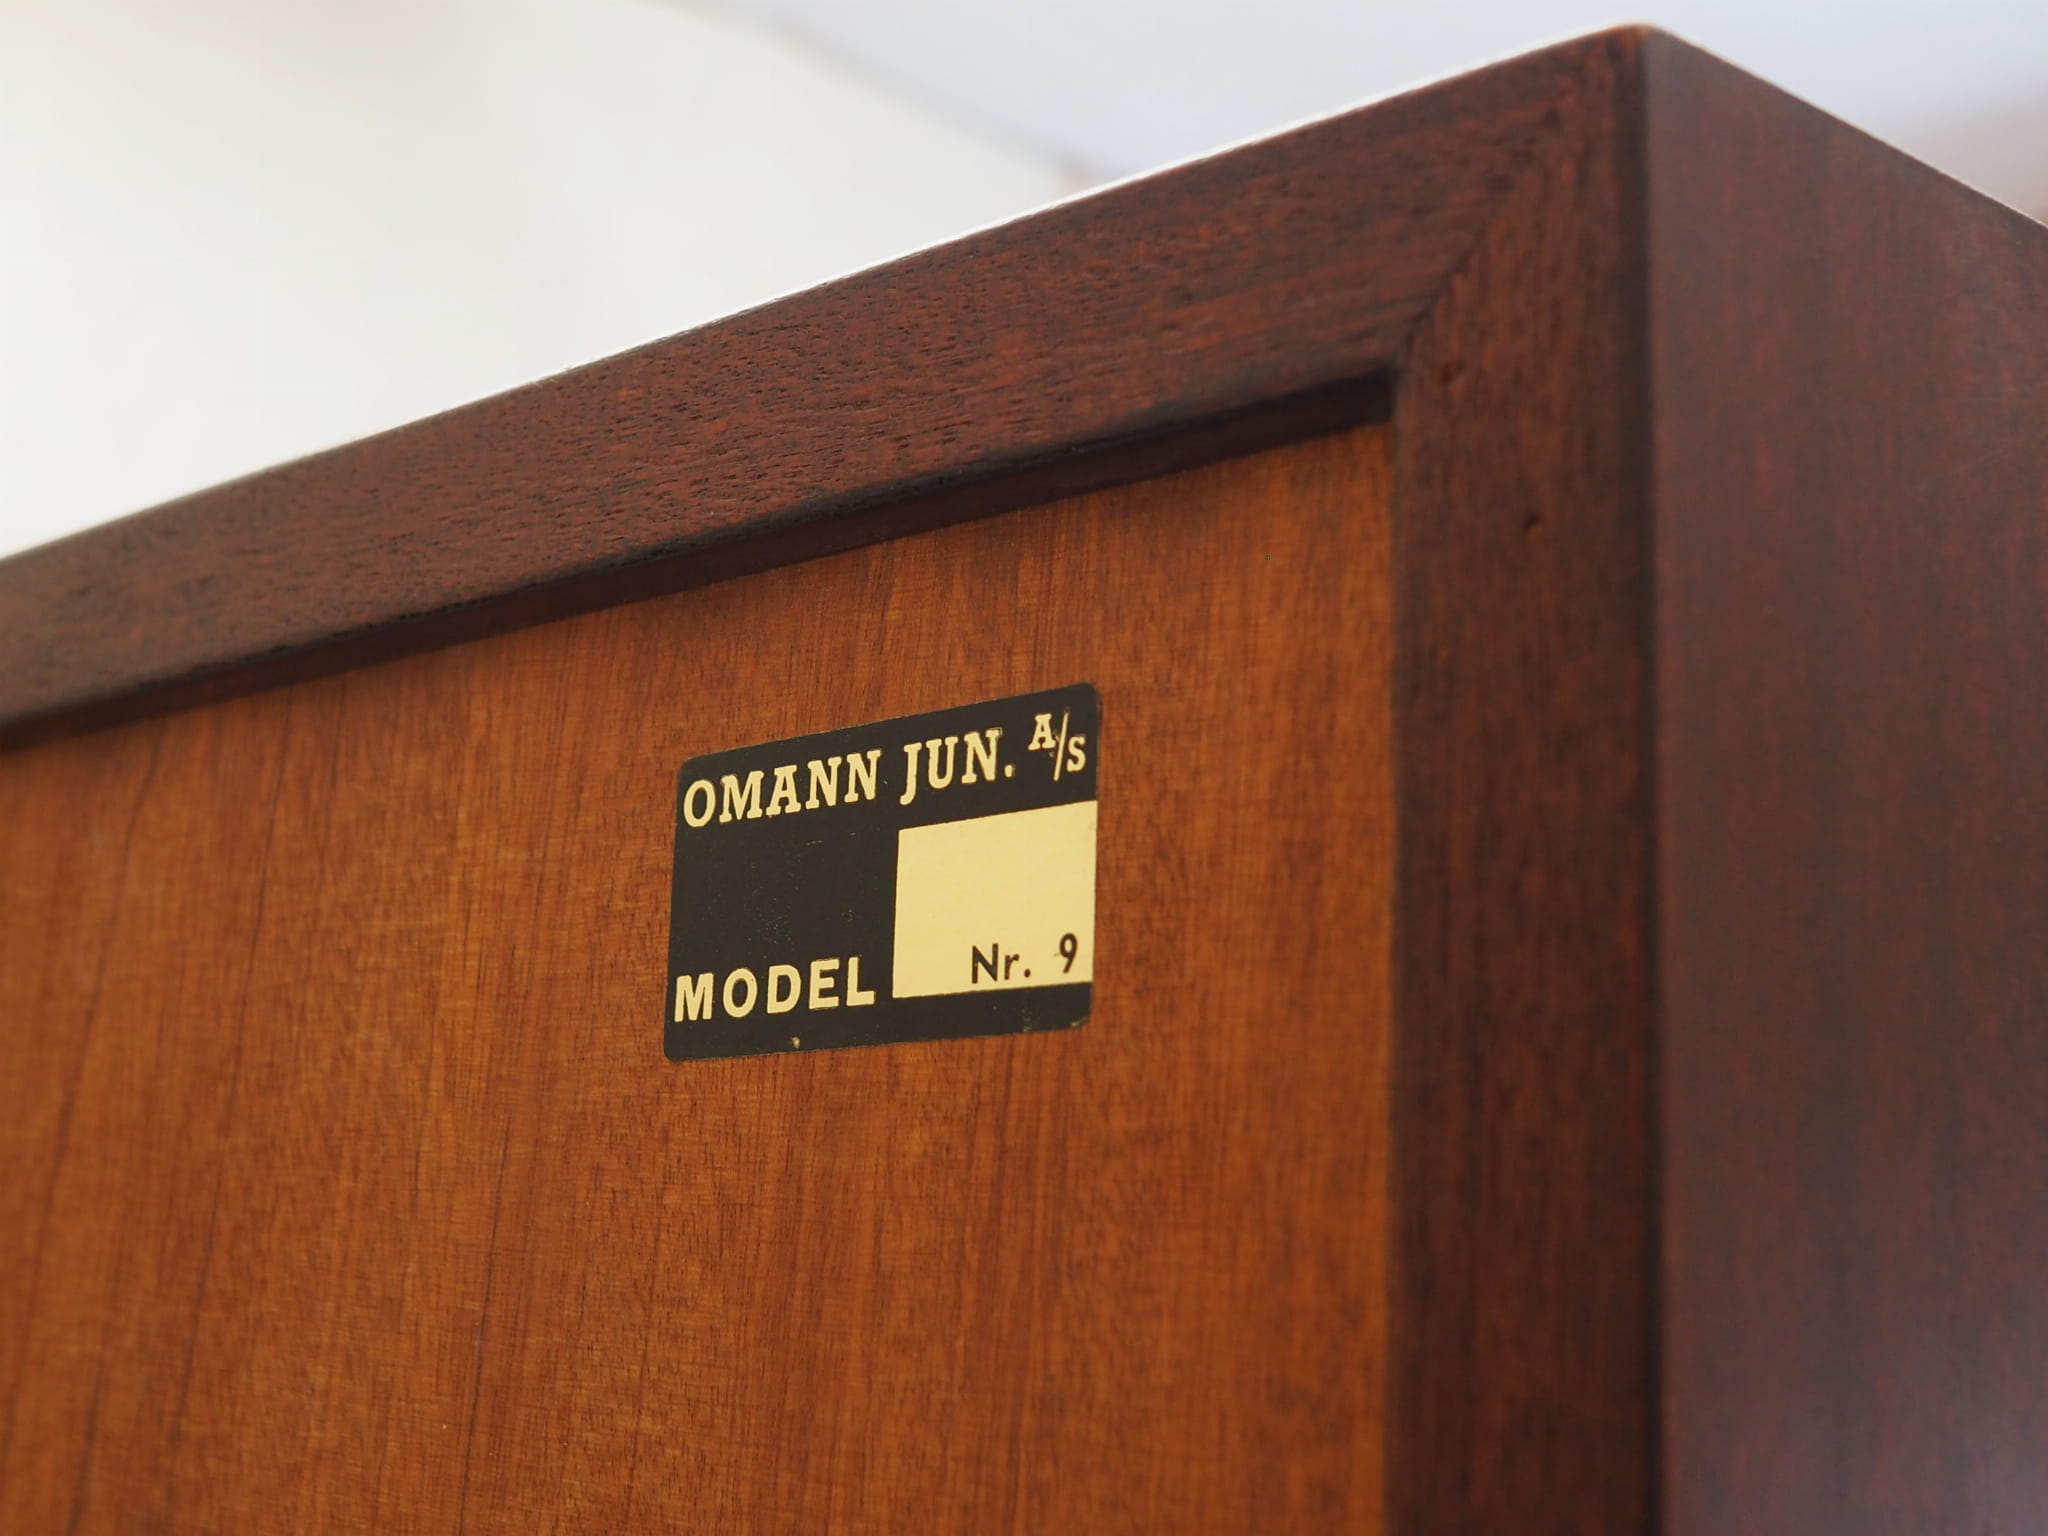 OMANN JUN. A/S
MODEL Nr. 9